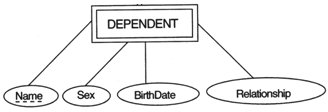 DEPENDENT
Name
Sex
BirthDate
Relationship